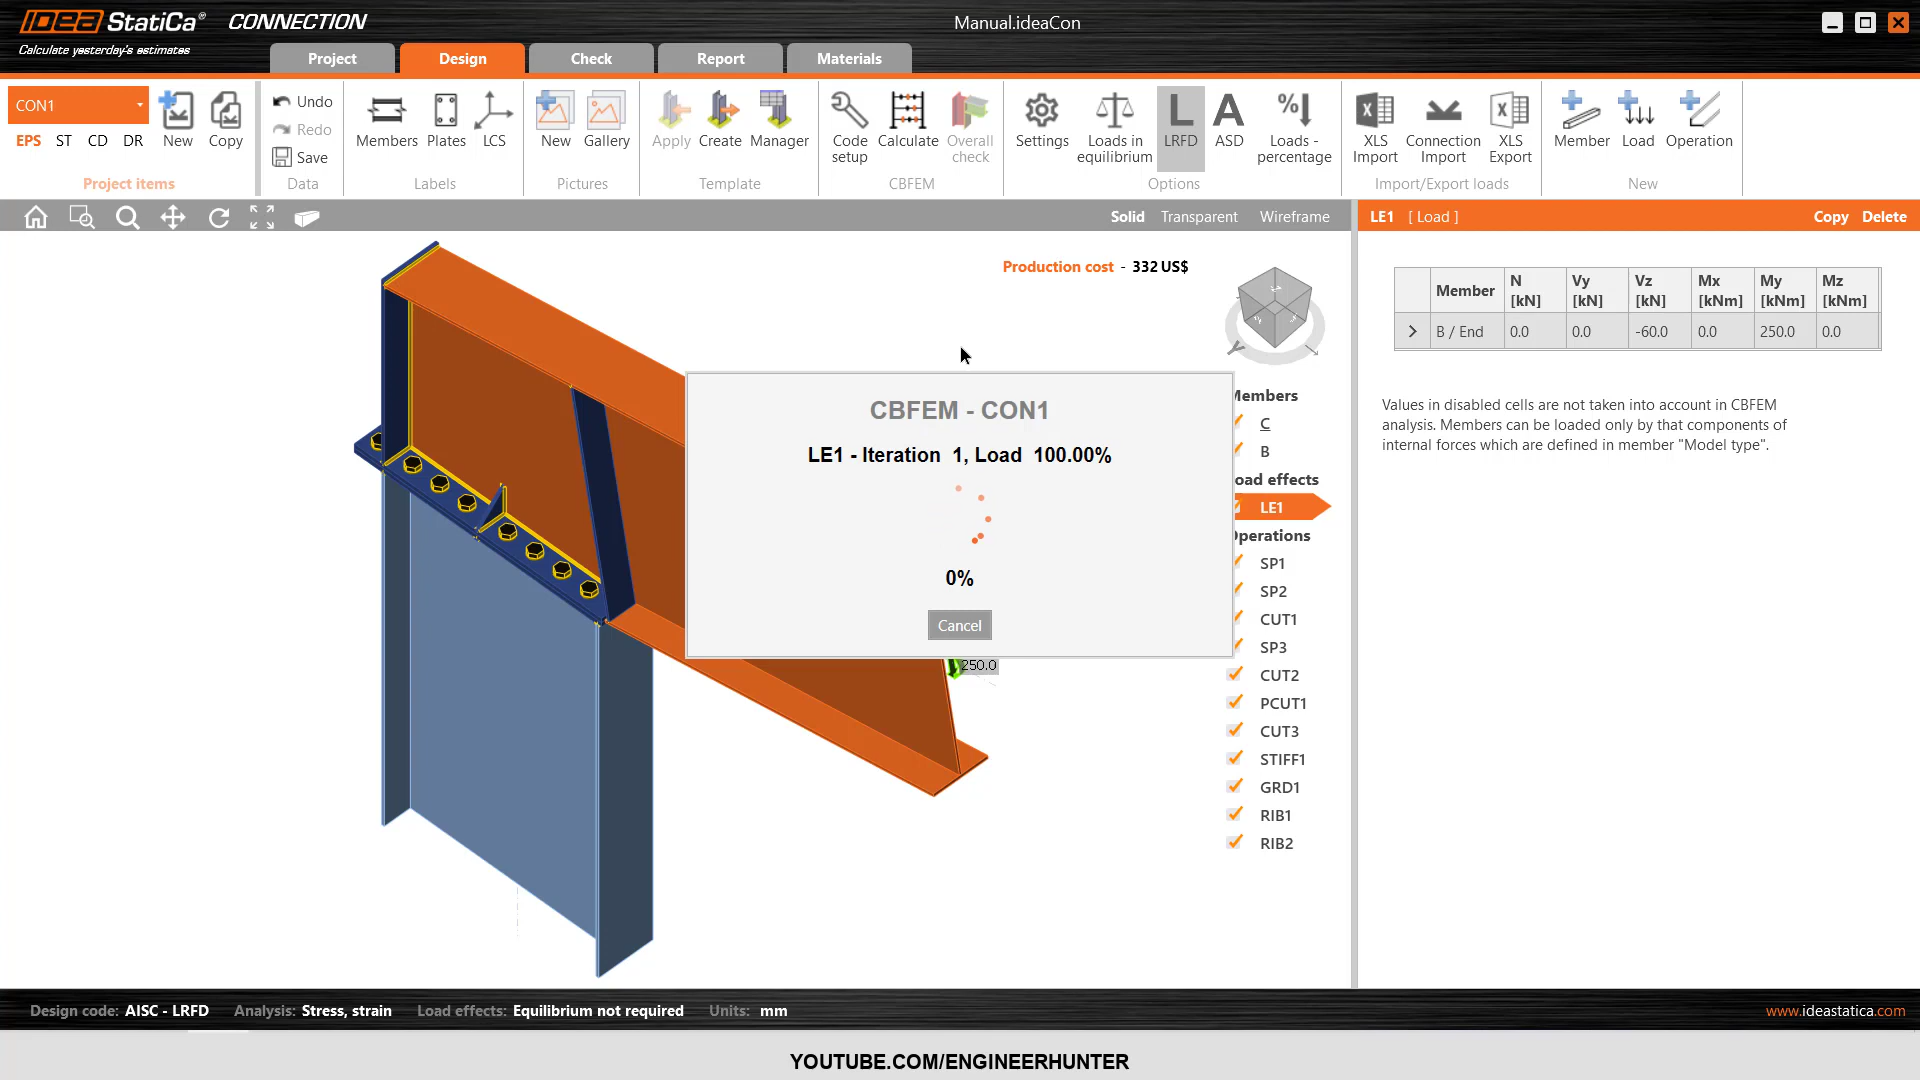 IDEA StatiCa® CONNECTION
Calculate yesterday's estimates
Manual.ideaCon
Project
Design
Check
Report
Materials
CON1
EPS ST CD DR
New
Copy
Project items
Undo
Redo
Save
Data
Members
Plates
LCS
Labels
New
Gallery
Pictures
Apply
Create
Manager
Template
Code setup
Calculate
Overall check
CBFEM
Settings
Loads in equilibrium
LRFD
ASD
Loads - percentage
Options
XLS Import
Connection Import
XLS Export
Import/Export loads
Member
Load
Operation
New
Solid Transparent Wireframe
LE1 [ Load ]
Copy Delete
Production cost - 332 US$
Member N [kN] Vy [kN] Vz [kN] Mx [kNm] My [kNm] Mz [kNm]
> B / End 0.0 0.0 -60.0 0.0 250.0 0.0
Values in disabled cells are not taken into account in CBFEM
analysis. Members can be loaded only by that components of
internal forces which are defined in member "Model type".
CBFEM - CON1
LE1 - Iteration 1, Load 100.00%
0%
Cancel
250.0
Members
C
B
oad effects
LE1
Operations
SP1
SP2
CUT1
SP3
CUT2
PCUT1
CUT3
STIFF1
GRD1
RIB1
RIB2
Design code: AISC - LRFD Analysis: Stress, strain Load effects: Equilibrium not required Units: mm
www.ideastatica.com
YOUTUBE.COM/ENGINEERHUNTER